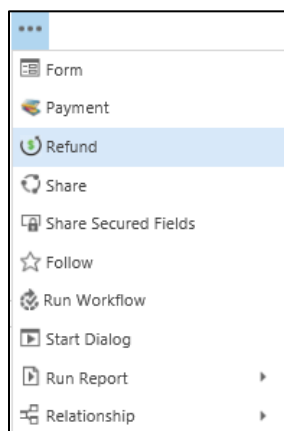 Form
Payment
Refund
Share
Share Secured Fields
Follow
Run Workflow
Start Dialog
Run Report
Relationship